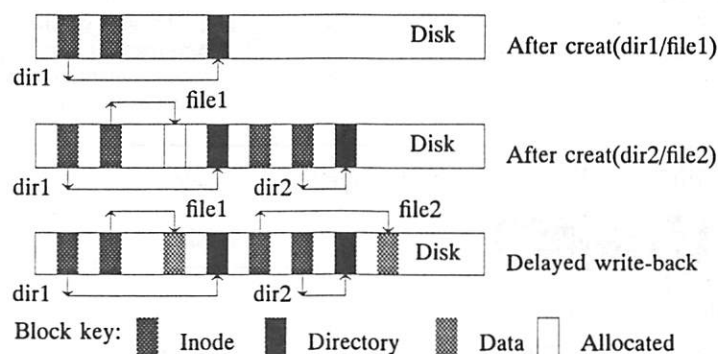 Disk
After creat(dir1/file1)
dir1
file1
Disk
After creat(dir2/file2)
dir1
dir2
file1
file2
Disk
Delayed write-back
dir1
dir2
Block key: Inode Directory Data Allocated